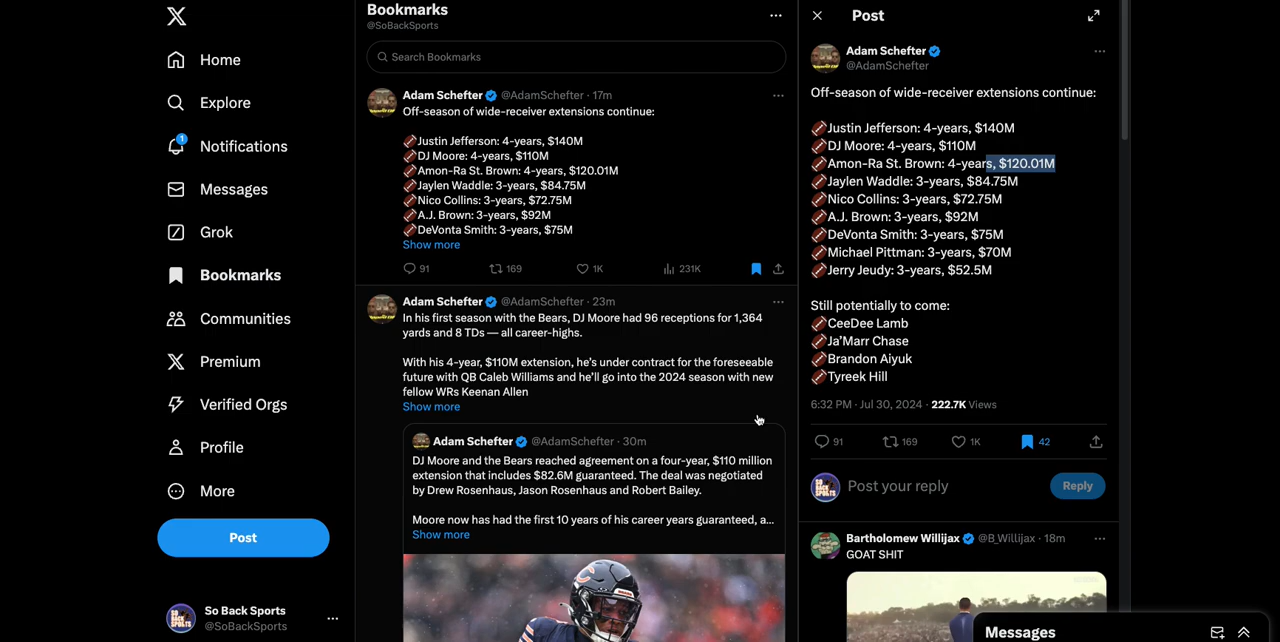 Home
Explore
1
Notifications
Messages
Grok
Bookmarks
Communities
Premium
Verified Orgs
Profile
More
Post
So Back Sports
@SoBackSports
Bookmarks
@SoBackSports
Search Bookmarks
Adam Schefter @AdamSchefter · 17m
Off-season of wide-receiver extensions continue:
🏈Justin Jefferson: 4-years, $140M
🏈DJ Moore: 4-years, $110M
🏈Amon-Ra St. Brown: 4-years, $120.01M
🏈Jaylen Waddle: 3-years, $84.75M
🏈Nico Collins: 3-years, $72.75M
🏈A.J. Brown: 3-years, $92M
🏈DeVonta Smith: 3-years, $75M
Show more
91 169 1K 231K
Adam Schefter @AdamSchefter · 23m
In his first season with the Bears, DJ Moore had 96 receptions for 1,364
yards and 8 TDs — all career-highs.
With his 4-year, $110M extension, he's under contract for the foreseeable
future with QB Caleb Williams and he'll go into the 2024 season with new
fellow WRs Keenan Allen
Show more
Adam Schefter @AdamSchefter · 30m
DJ Moore and the Bears reached agreement on a four-year, $110 million
extension that includes $82.6M guaranteed. The deal was negotiated
by Drew Rosenhaus, Jason Rosenhaus and Robert Bailey.
Moore now has had the first 10 years of his career years guaranteed, a...
Show more
Post
Adam Schefter
@AdamSchefter
Off-season of wide-receiver extensions continue:
🏈Justin Jefferson: 4-years, $140M
🏈DJ Moore: 4-years, $110M
🏈Amon-Ra St. Brown: 4-years, $120.01M
🏈Jaylen Waddle: 3-years, $84.75M
🏈Nico Collins: 3-years, $72.75M
🏈A.J. Brown: 3-years, $92M
🏈DeVonta Smith: 3-years, $75M
🏈Michael Pittman: 3-years, $70M
🏈Jerry Jeudy: 3-years, $52.5M
Still potentially to come:
🏈CeeDee Lamb
🏈Ja'Marr Chase
🏈Brandon Aiyuk
🏈Tyreek Hill
6:32 PM · Jul 30, 2024 · 222.7K Views
91 169 1K 42
Post your reply
Reply
Bartholomew Willijax @B_Willijax · 18m
GOAT SHIT
Messages